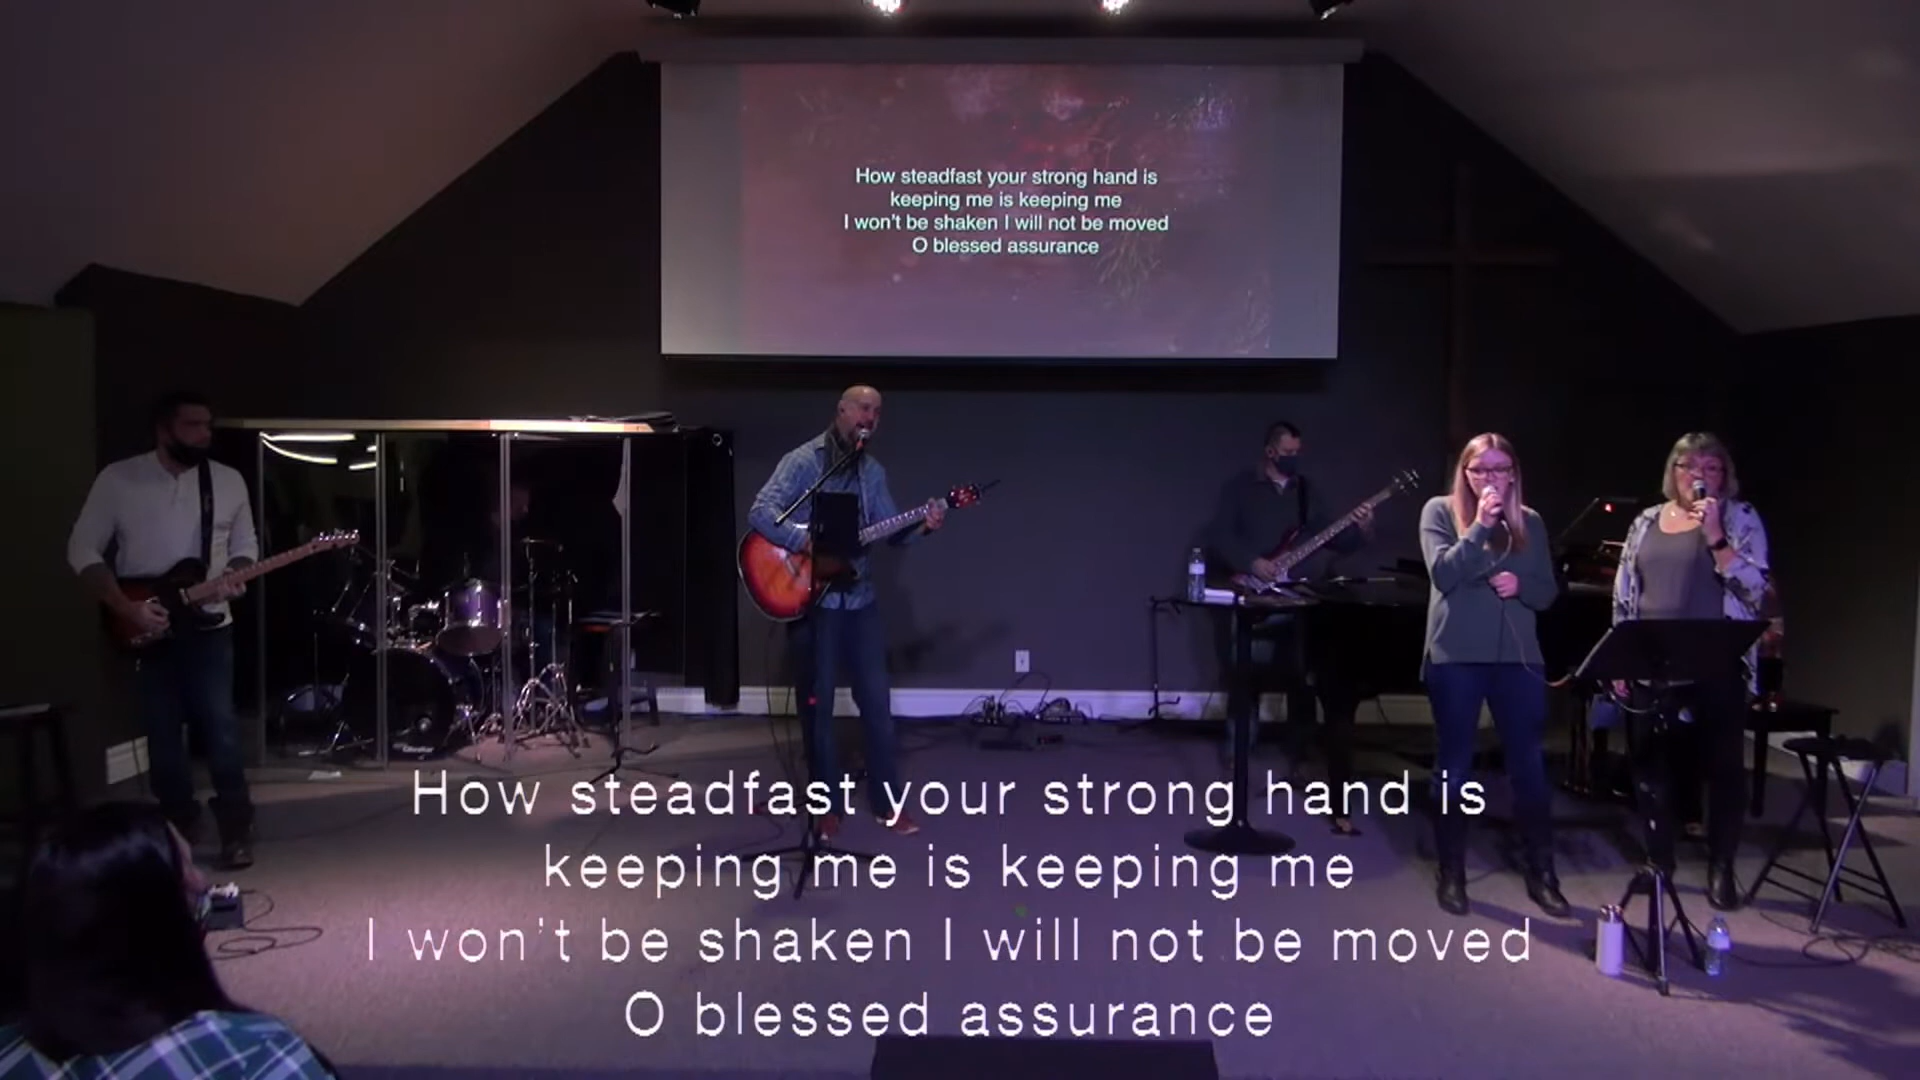 How steadfast your strong hand is
keeping me is keeping me
I won't be shaken I will not be moved
O blessed assurance
How steadfast your strong hand is
keeping me is keeping me
I won't be shaken I will not be moved
O blessed assurance